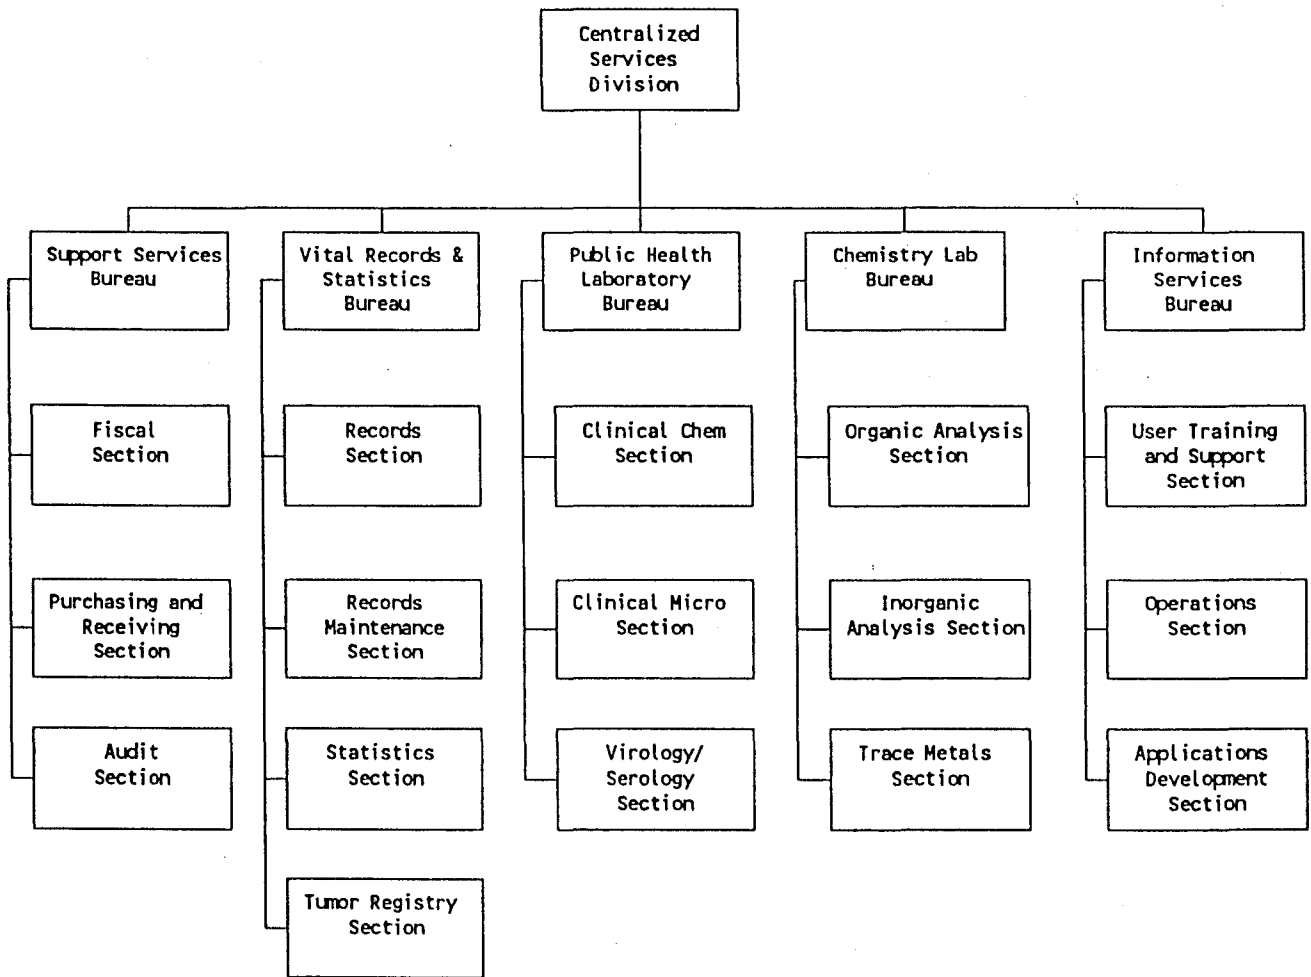 Centralized
Services
Division
Support Services
Bureau
Vital Records &
Statistics
Bureau
Public Health
Laboratory
Bureau
Chemistry Lab
Bureau
Information
Services
Bureau
Fiscal
Section
Records
Section
Clinical Chem
Section
Organic Analysis
Section
User Training
and Support
Section
Purchasing and
Receiving
Section
Records
Maintenance
Section
Clinical Micro
Section
Inorganic
Analysis Section
Operations
Section
Audit
Section
Statistics
Section
Virology/
Serology
Section
Trace Metals
Section
Applications
Development
Section
Tumor Registry
Section